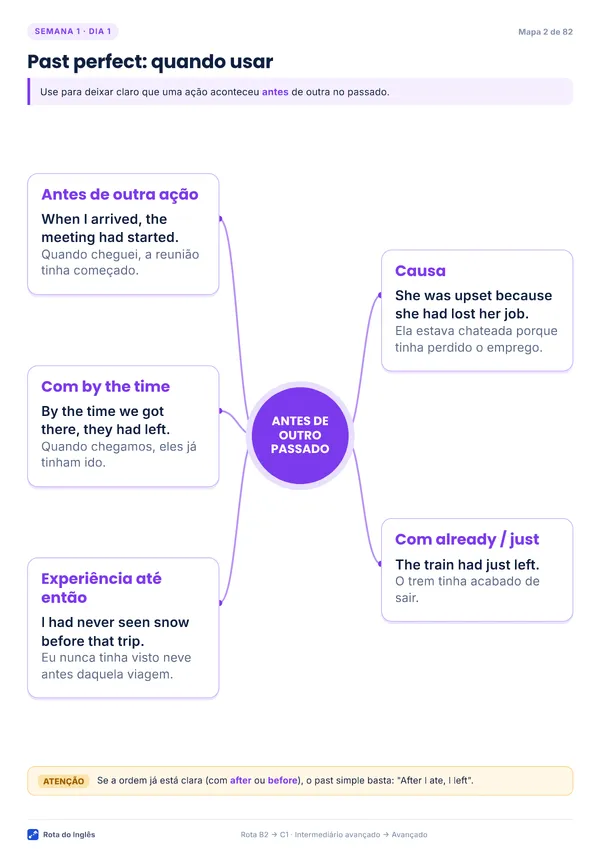 SEMANA 1 · DIA 1
Mapa 2 de 82
Past perfect: quando usar
Use para deixar claro que uma ação aconteceu antes de outra no passado.
Antes de outra ação
When I arrived, the
meeting had started.
Quando cheguei, a reunião
tinha começado.
Causa
She was upset because
she had lost her job.
Ela estava chateada porque
tinha perdido o emprego.
Com by the time
By the time we got
there, they had left.
Quando chegamos, eles já
tinham ido.
ANTES DE
OUTRO
PASSADO
Com already / just
The train had just left.
O trem tinha acabado de
sair.
Experiência até
então
I had never seen snow
before that trip.
Eu nunca tinha visto neve
antes daquela viagem.
ATENÇÃO Se a ordem já está clara (com after ou before), o past simple basta: "After I ate, I left".
Rota do Inglês
Rota B2 → C1 · Intermediário avançado → Avançado